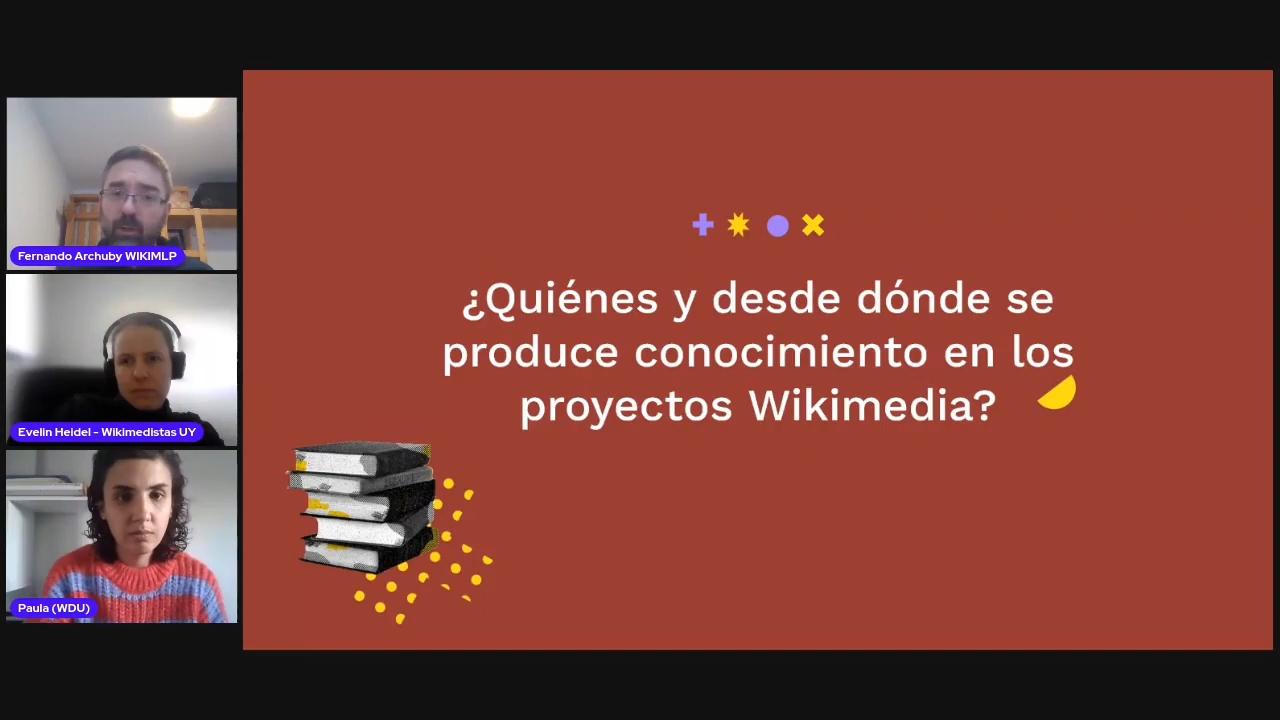 Fernando Archuby WIKIMLP
Evelin Heidel - Wikimedistas UY
Paula (WDU)
¿Quiénes y desde dónde se
produce conocimiento en los
proyectos Wikimedia?